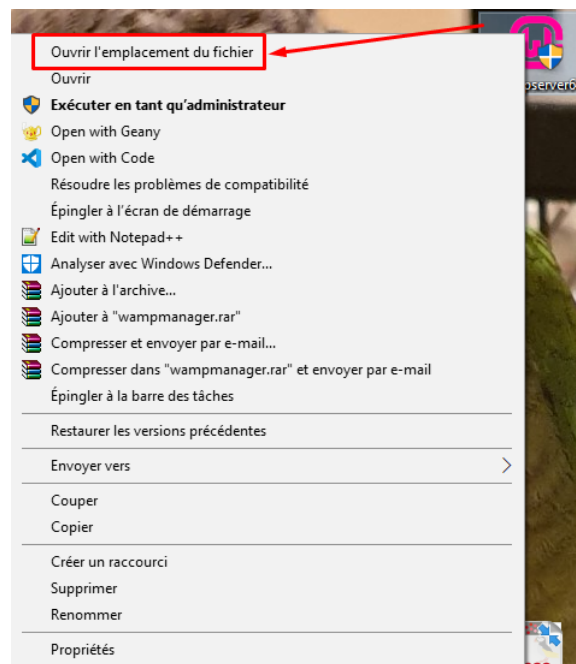 Ouvrir l'emplacement du fichier
Ouvrir
Exécuter en tant qu'administrateur
Open with Geany
Open with Code
Résoudre les problèmes de compatibilité
Épingler à l'écran de démarrage
Edit with Notepad++
Analyser avec Windows Defender...
Ajouter à l'archive...
Ajouter à "wampmanager.rar"
Compresser et envoyer par e-mail...
Compresser dans "wampmanager.rar" et envoyer par e-mail
Épingler à la barre des tâches
Restaurer les versions précédentes
Envoyer vers
Couper
Copier
Créer un raccourci
Supprimer
Renommer
Propriétés